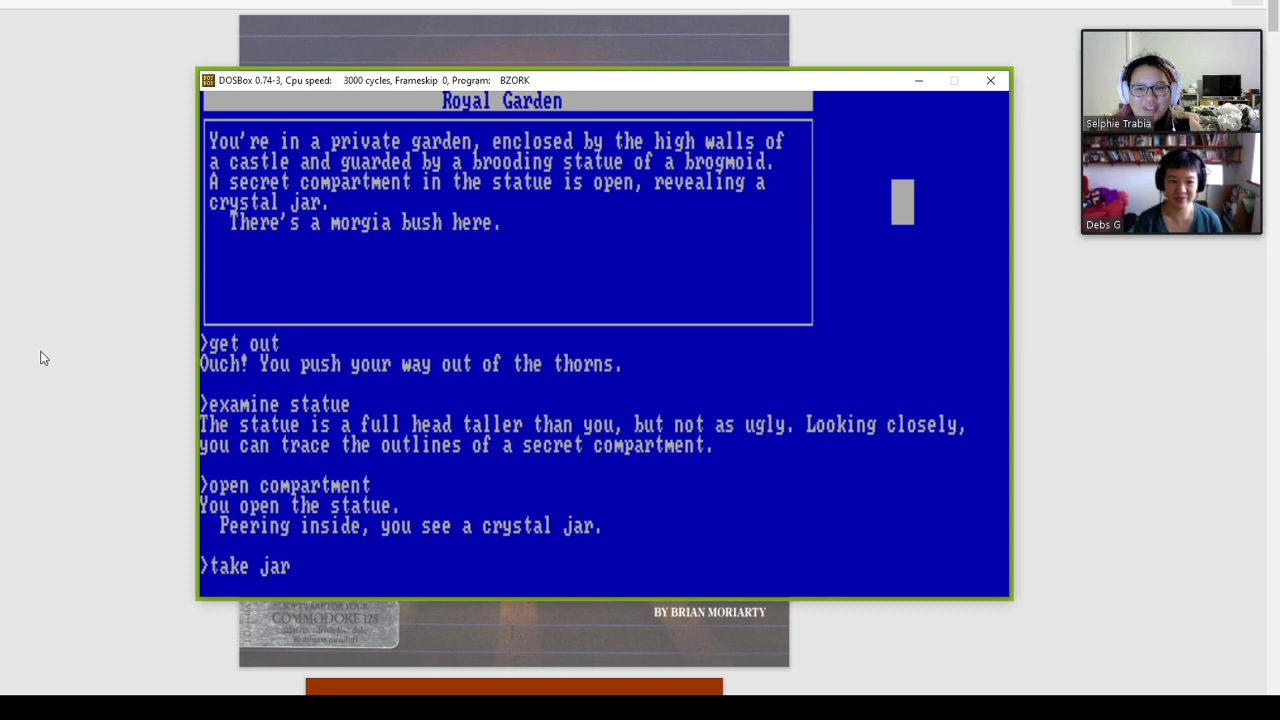 DOSBox 0.74-3, Cpu speed: 3000 cycles, Frameskip 0, Program: BZORK
Royal Garden
You're in a private garden, enclosed by the high walls of
a castle and guarded by a brooding statue of a brogmoid.
A secret compartment in the statue is open, revealing a
crystal jar.
There's a morgia bush here.
>get out
Ouch! You push your way out of the thorns.
>examine statue
The statue is a full head taller than you, but not as ugly. Looking closely,
you can trace the outlines of a secret compartment.
>open compartment
You open the statue.
Peering inside, you see a crystal jar.
>take jar
Selphie Trabia
Debs G
SOFTWARE FOR YOUR
COMMODORE 128
BY BRIAN MORIARTY